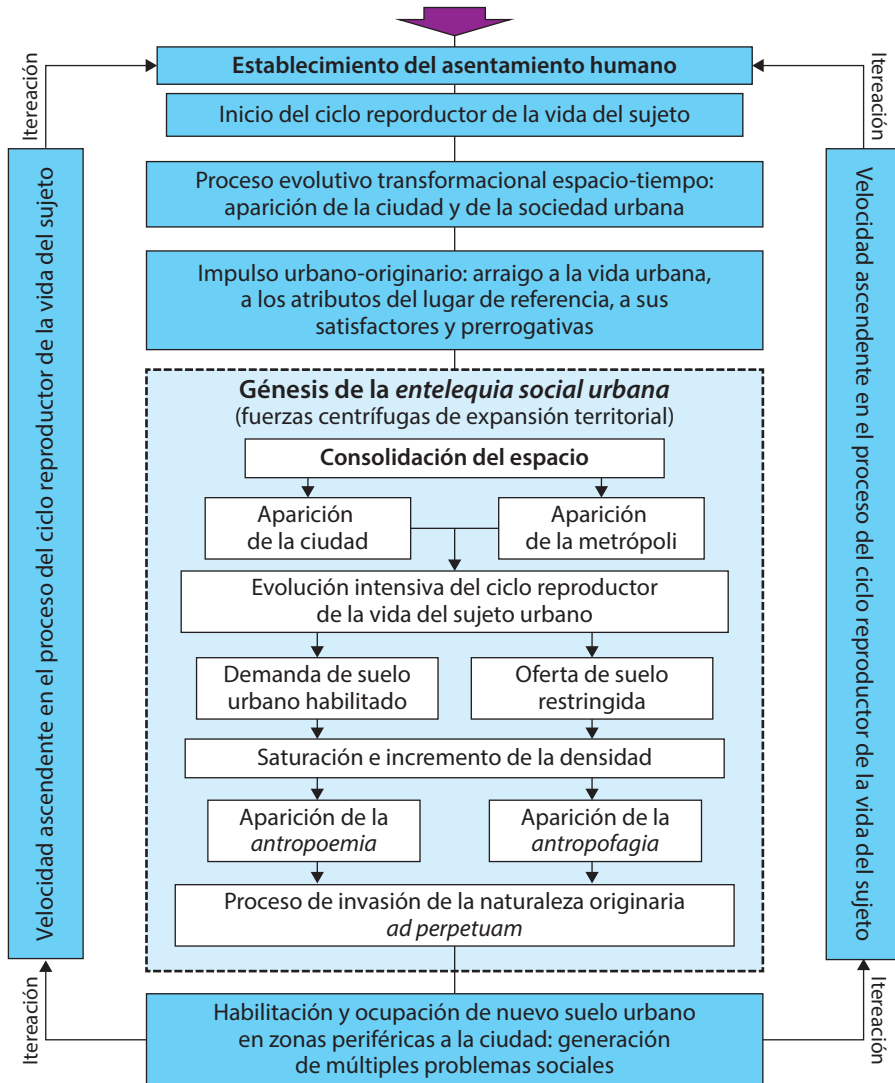 Establecimiento del asentamiento humano
Inicio del ciclo reporductor de la vida del sujeto
Proceso evolutivo transformacional espacio-tiempo:
aparición de la ciudad y de la sociedad urbana
Impulso urbano-originario: arraigo a la vida urbana,
a los atributos del lugar de referencia, a sus
satisfactores y prerrogativas
Génesis de la entelequia social urbana
(fuerzas centrífugas de expansión territorial)
Consolidación del espacio
Aparición
de la ciudad
Aparición
de la metrópoli
Evolución intensiva del ciclo reproductor
de la vida del sujeto urbano
Demanda de suelo
urbano habilitado
Oferta de suelo
restringida
Saturación e incremento de la densidad
Aparición de la
antropoemia
Aparición de la
antropofagia
Proceso de invasión de la naturaleza originaria
ad perpetuam
Habilitación y ocupación de nuevo suelo urbano
en zonas periféricas a la ciudad: generación
de múltiples problemas sociales
Itereación
Velocidad ascendente en el proceso del ciclo reproductor de la vida del sujeto
Itereación
Itereación
Velocidad ascendente en el proceso del ciclo reproductor de la vida del sujeto
Itereación